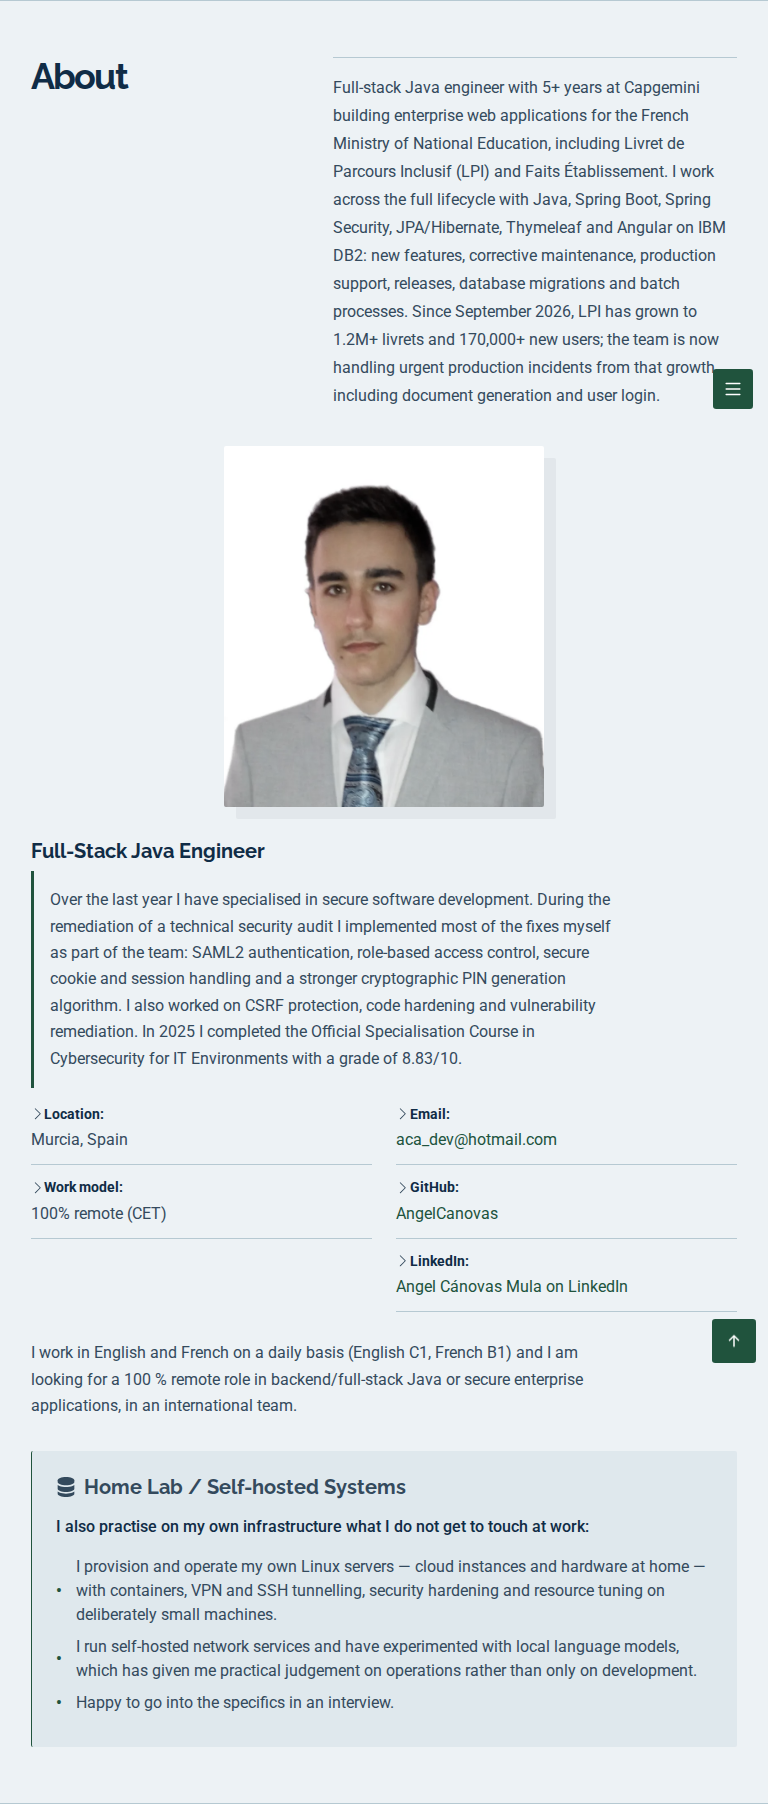 About
Full-stack Java engineer with 5+ years at Capgemini
building enterprise web applications for the French
Ministry of National Education, including Livret de
Parcours Inclusif (LPI) and Faits Établissement. I work
across the full lifecycle with Java, Spring Boot, Spring
Security, JPA/Hibernate, Thymeleaf and Angular on IBM
DB2: new features, corrective maintenance, production
support, releases, database migrations and batch
processes. Since September 2026, LPI has grown to
1.2M+ livrets and 170,000+ new users; the team is now
handling urgent production incidents from that growth
including document generation and user login.
Full-Stack Java Engineer
Over the last year I have specialised in secure software development. During the
remediation of a technical security audit I implemented most of the fixes myself
as part of the team: SAML2 authentication, role-based access control, secure
cookie and session handling and a stronger cryptographic PIN generation
algorithm. I also worked on CSRF protection, code hardening and vulnerability
remediation. In 2025 I completed the Official Specialisation Course in
Cybersecurity for IT Environments with a grade of 8.83/10.
Location:
Murcia, Spain
Work model:
100% remote (CET)
Email:
aca_dev@hotmail.com
GitHub:
AngelCanovas
LinkedIn:
Angel Cánovas Mula on LinkedIn
I work in English and French on a daily basis (English C1, French B1) and I am
looking for a 100 % remote role in backend/full-stack Java or secure enterprise
applications, in an international team.
Home Lab / Self-hosted Systems
I also practise on my own infrastructure what I do not get to touch at work:
• I provision and operate my own Linux servers — cloud instances and hardware at home —
with containers, VPN and SSH tunnelling, security hardening and resource tuning on
deliberately small machines.
• I run self-hosted network services and have experimented with local language models,
which has given me practical judgement on operations rather than only on development.
• Happy to go into the specifics in an interview.